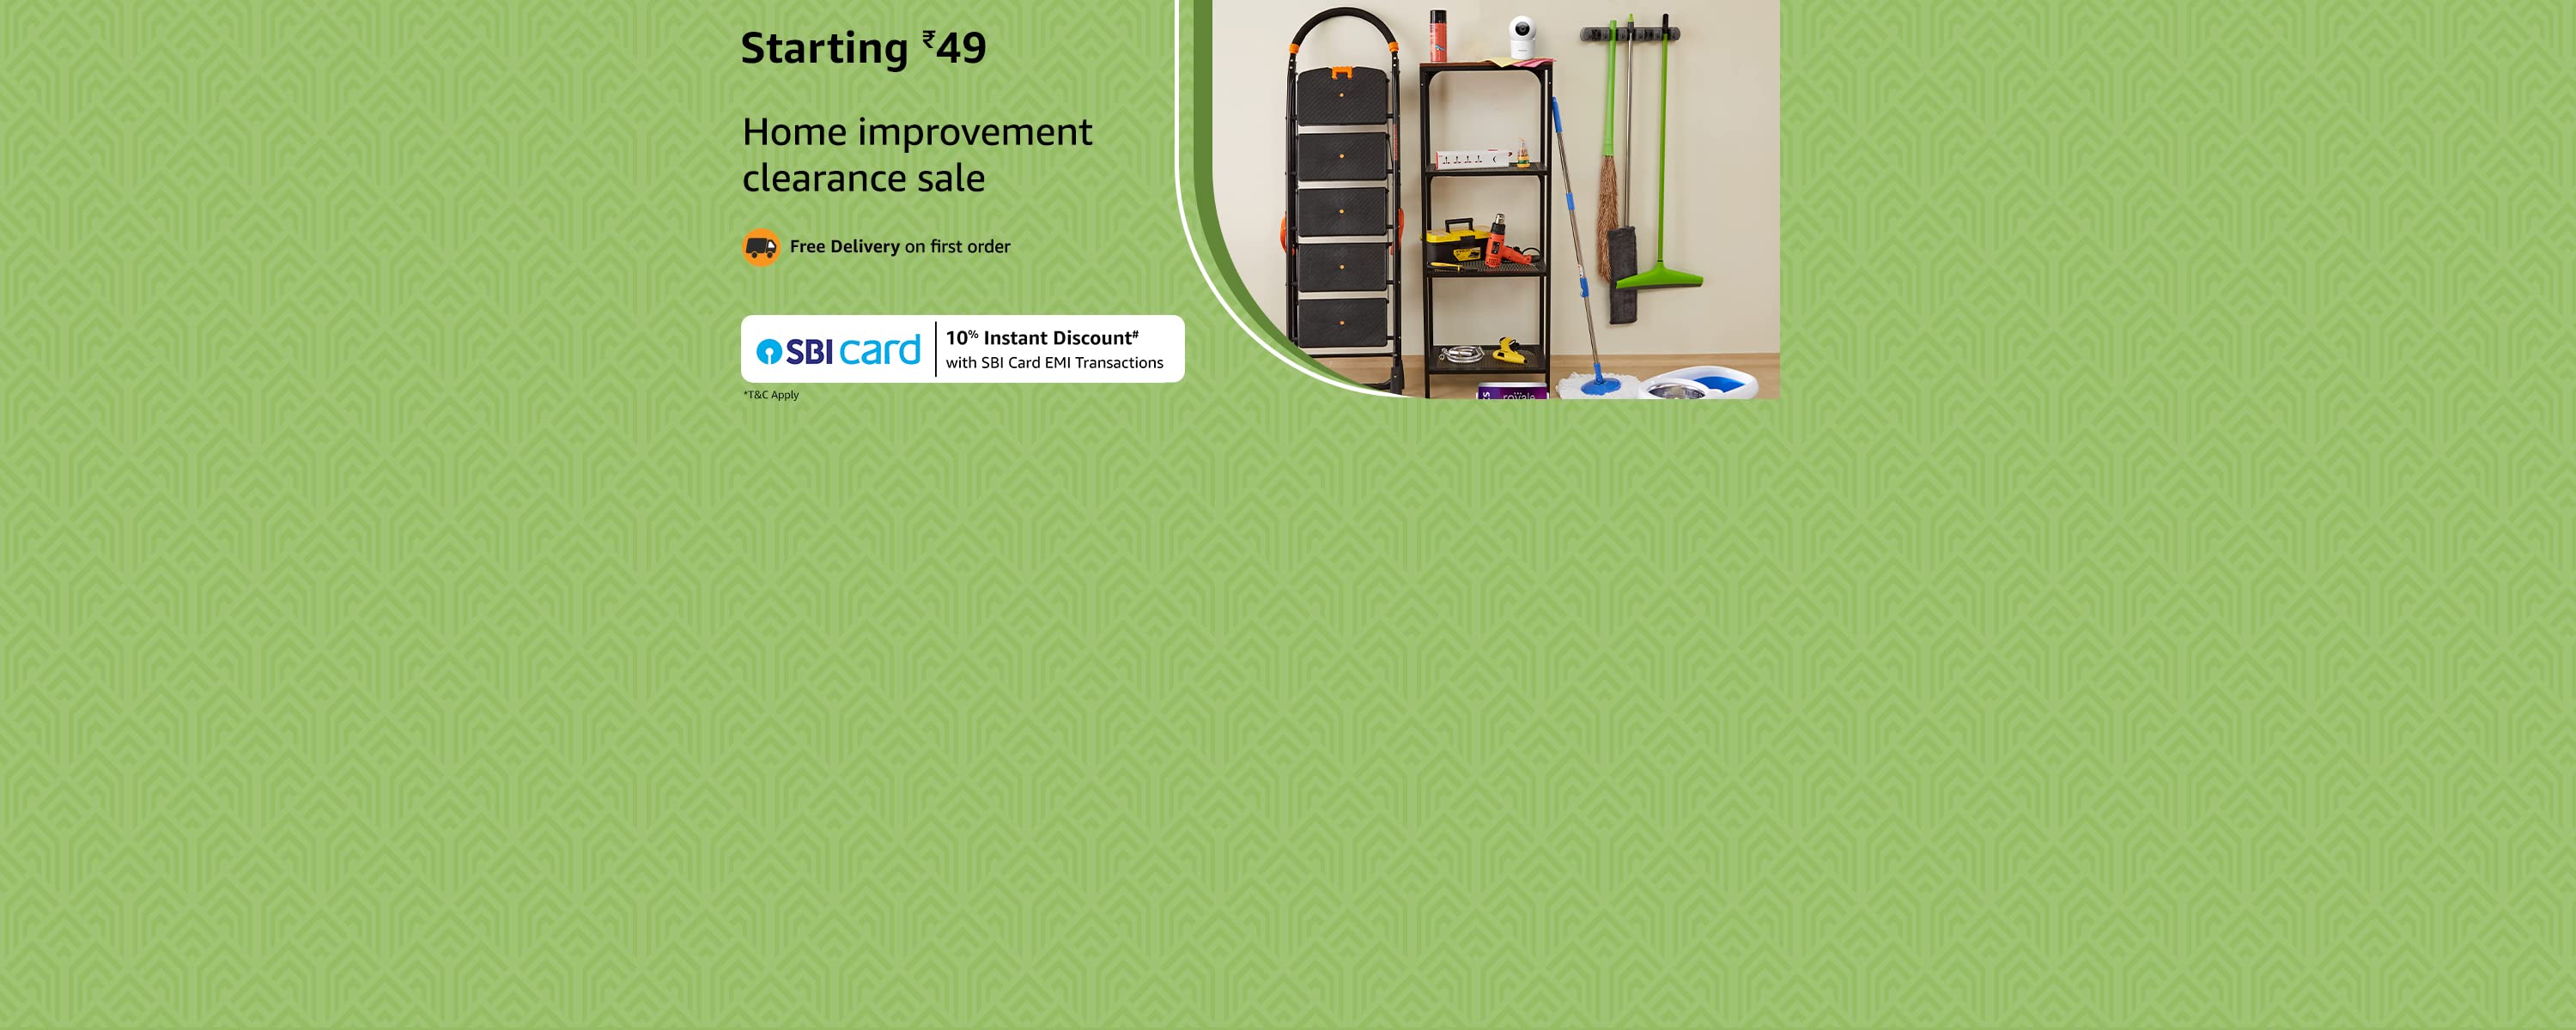 Starting ₹49
Home improvement
clearance sale
Free Delivery on first order
SBI card
10% Instant Discount#
with SBI Card EMI Transactions
*T&C Apply
royale